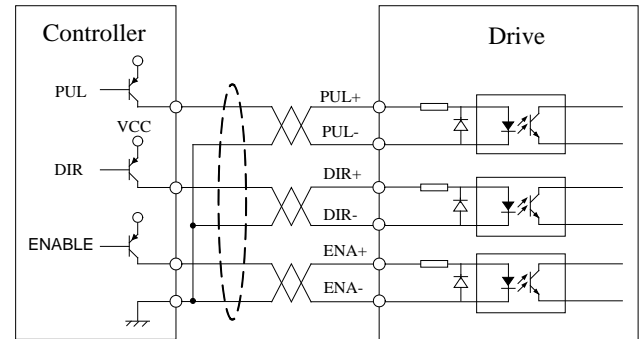 Controller
Drive
PUL
PUL+
PUL-
VCC
DIR
DIR+
DIR-
ENABLE
ENA+
ENA-